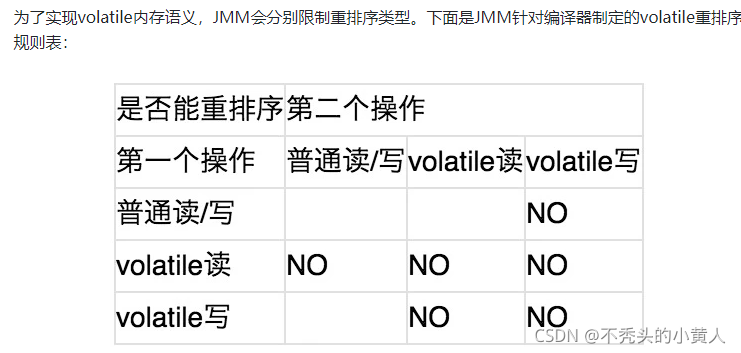 为了实现volatile内存语义，JMM会分别限制重排序类型。下面是JMM针对编译器制定的volatile重排序
规则表：
是否能重排序 第二个操作
第一个操作 普通读/写 volatile读 volatile写
普通读/写 NO
volatile读 NO NO NO
volatile写 NO NO
CSDN @不秃头的小黄人